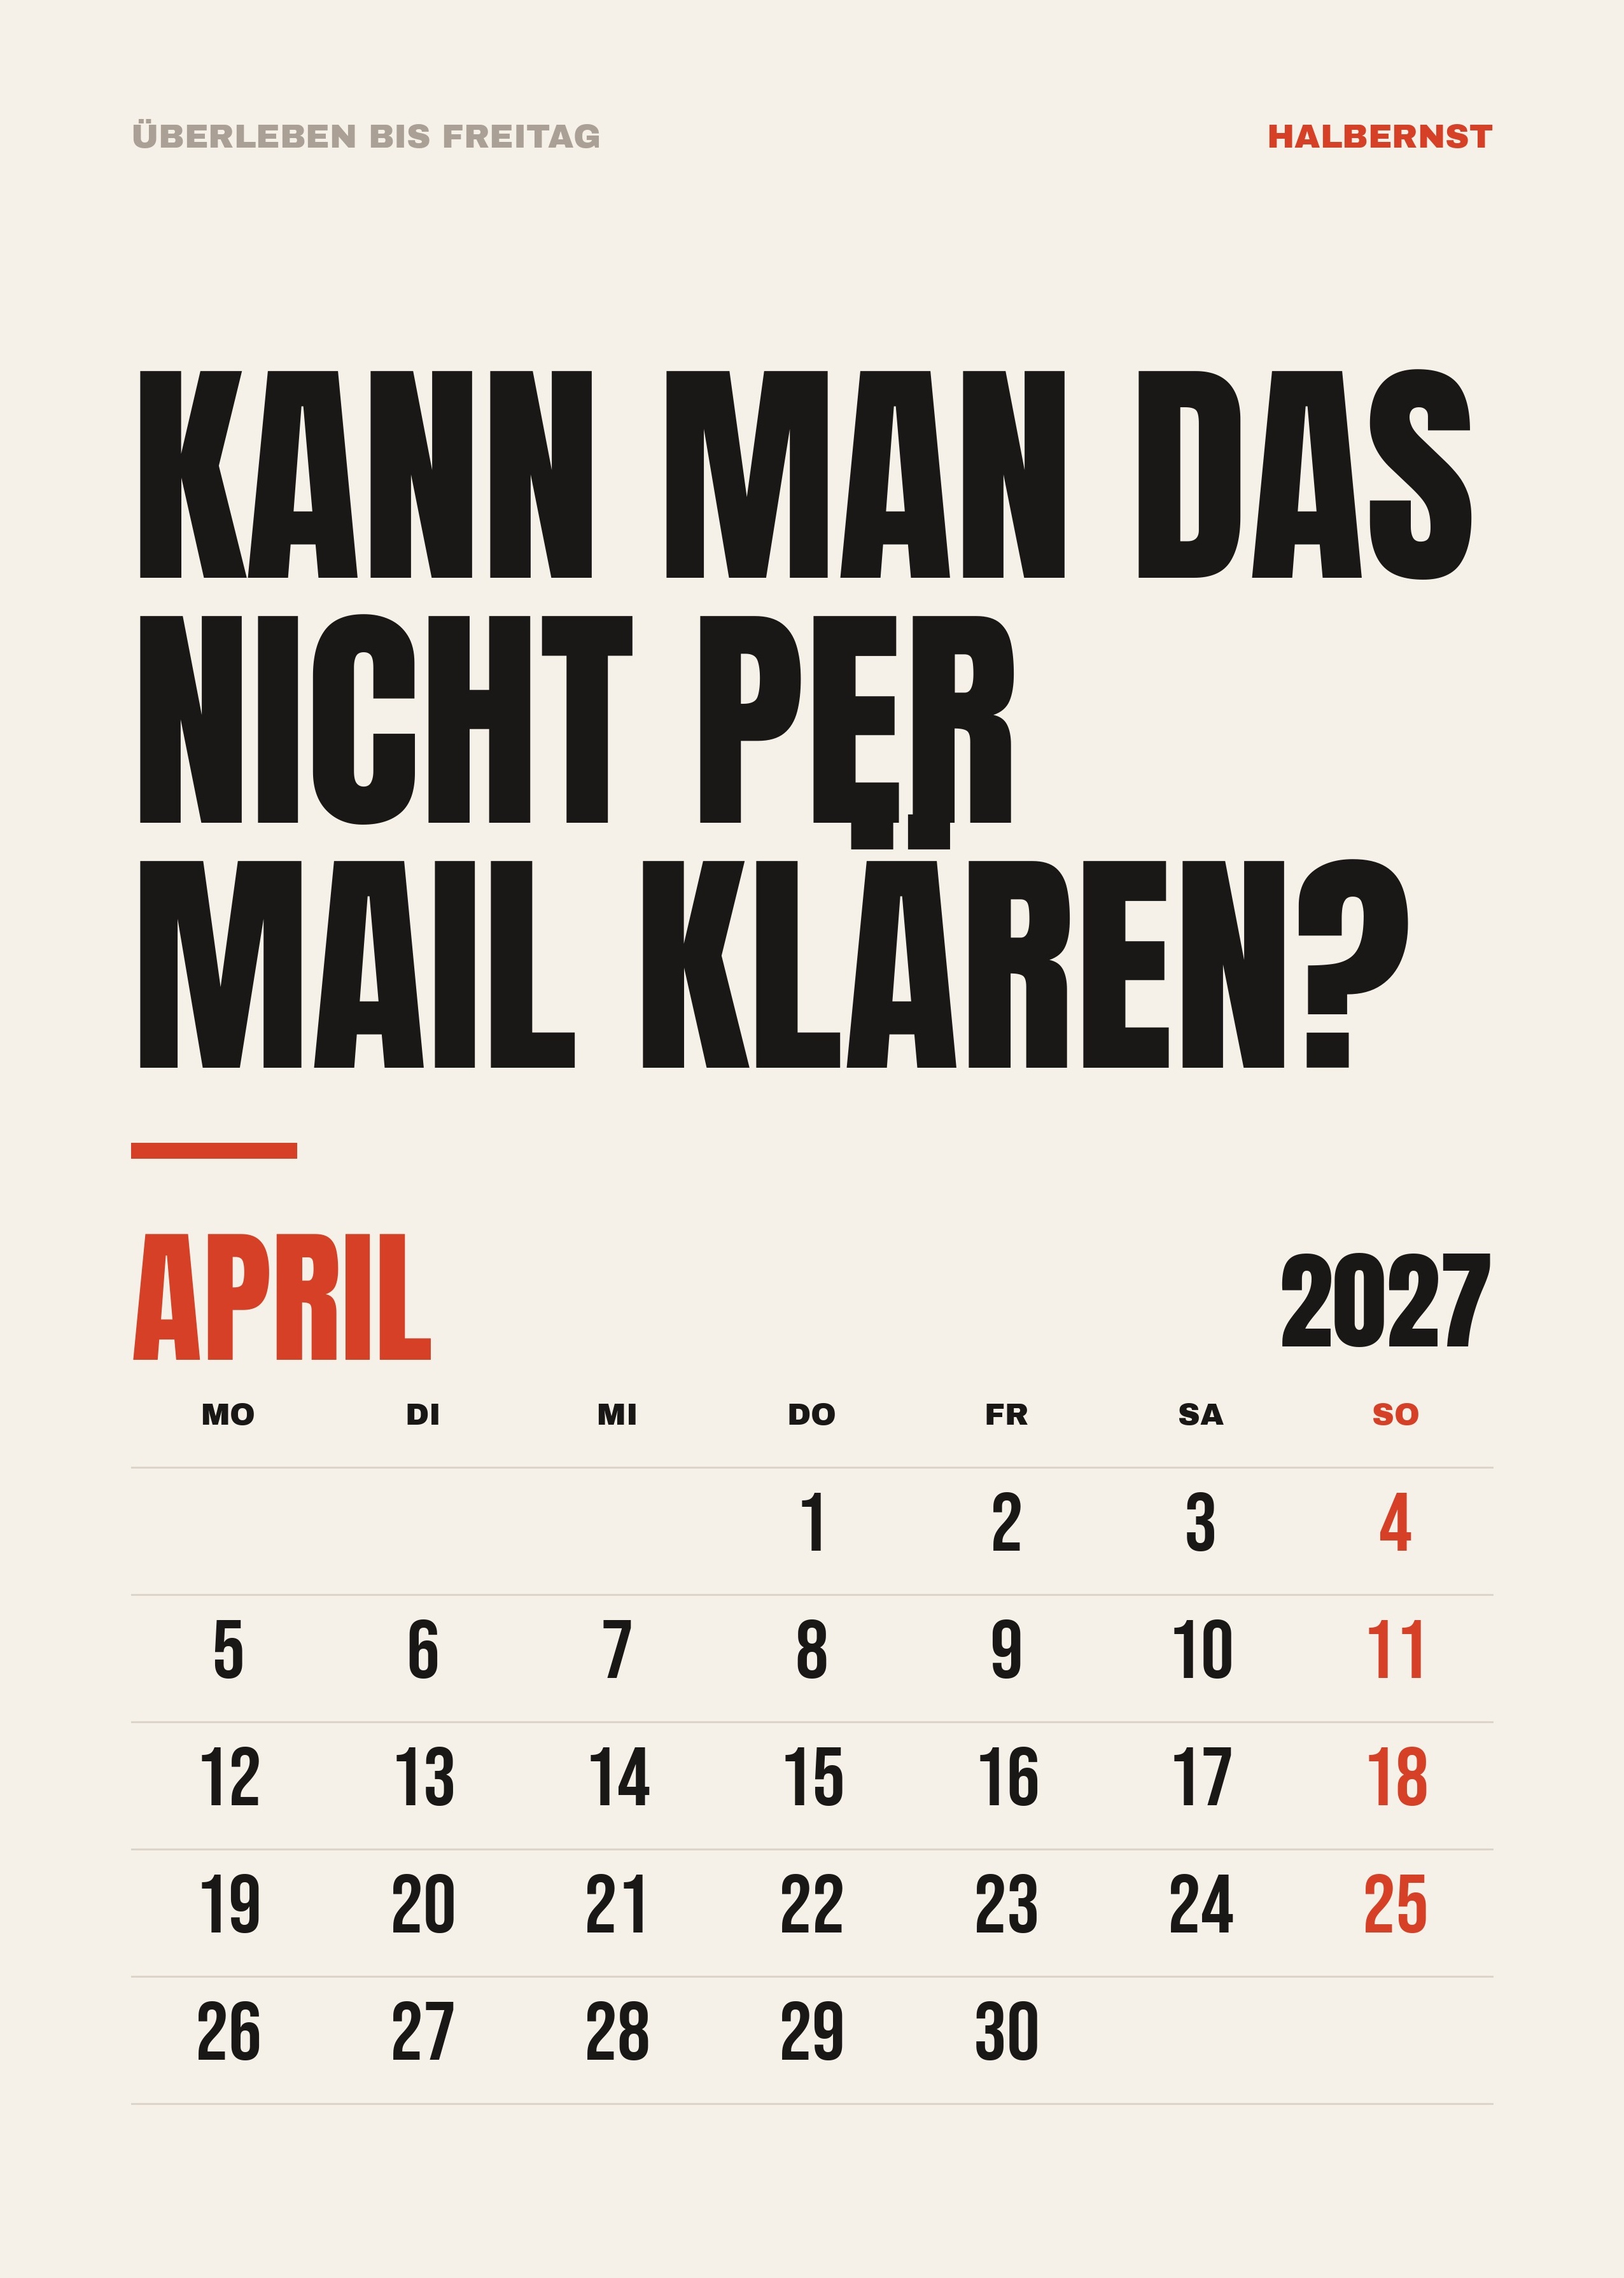 ÜBERLEBEN BIS FREITAG HALBERNST
KANN MAN DAS
NICHT PER
MAIL KLÄREN?
APRIL 2027
MO DI MI DO FR SA SO
1 2 3 4
5 6 7 8 9 10 11
12 13 14 15 16 17 18
19 20 21 22 23 24 25
26 27 28 29 30